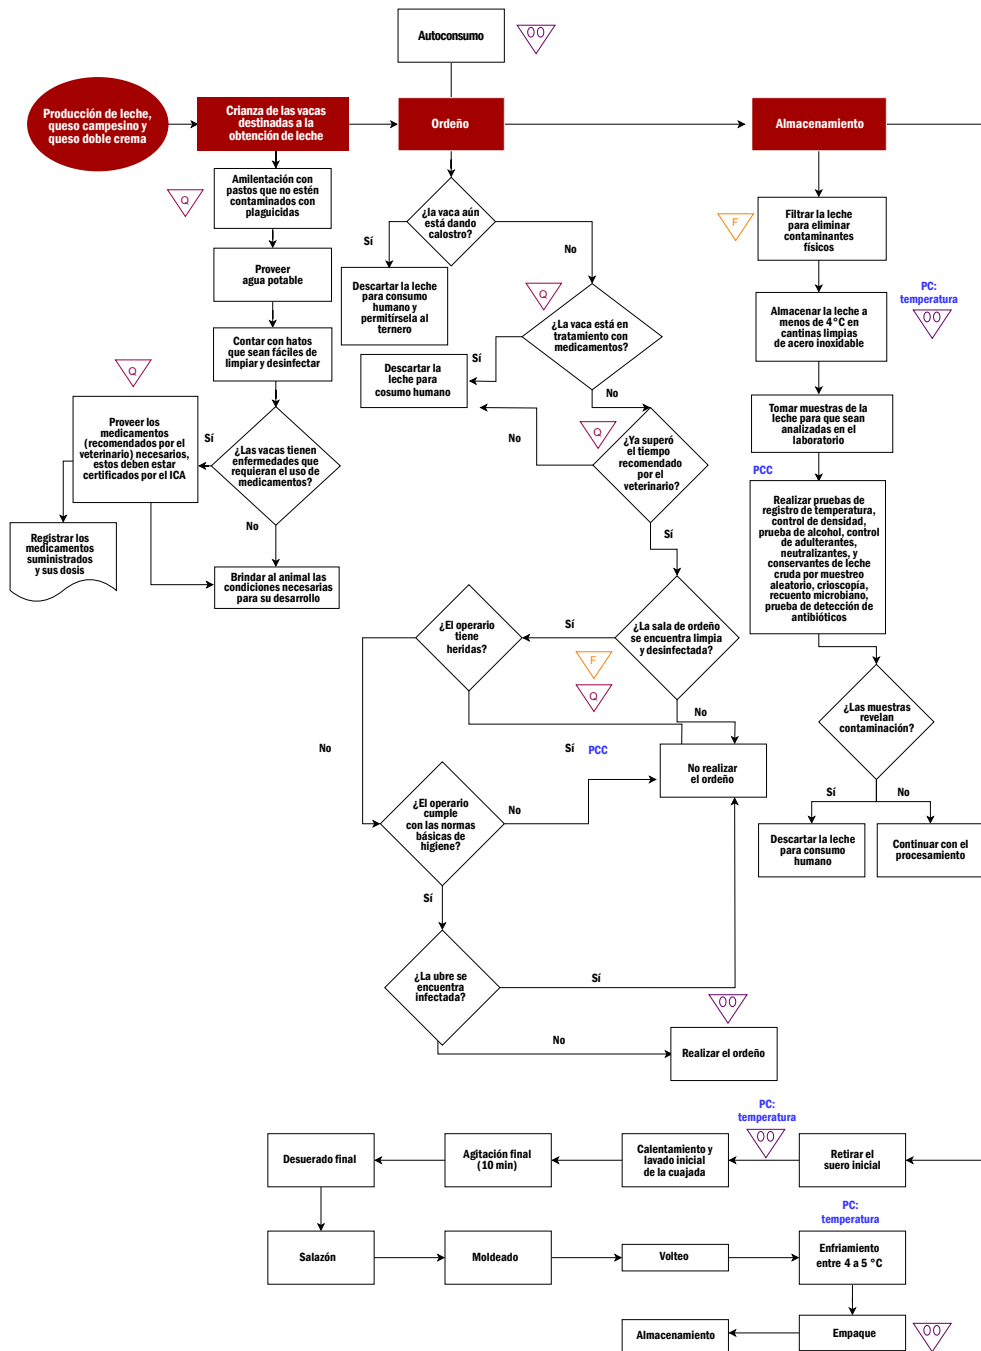 Autoconsumo
OO
Producción de leche,
queso campesino y
queso doble crema
Crianza de las vacas
destinadas a la
obtención de leche
Ordeño
Almacenamiento
Amilentación con
pastos que no estén
contaminados con
plaguicidas
Q
Proveer
agua potable
Contar con hatos
que sean fáciles de
limpiar y desinfectar
Q
¿Las vacas tienen
enfermedades que
requieran el uso de
medicamentos?
Sí
Proveer los
medicamentos
(recomendados por el
veterinario) necesarios,
estos deben estar
certificados por el ICA
No
Registrar los
medicamentos
suministrados
y sus dosis
Brindar al animal las
condiciones necesarias
para su desarrollo
¿la vaca aún
está dando
calostro?
Sí
No
Descartar la leche
para consumo
humano y
permitírsela al
ternero
Q
¿La vaca está en
tratamiento con
medicamentos?
Sí
Descartar la
leche para
cosumo humano
No
Q
¿Ya superó
el tiempo
recomendado
por el
veterinario?
No
Sí
¿La sala de ordeño
se encuentra limpia
y desinfectada?
Sí
F
Q
No
¿El operario
tiene
heridas?
No
Sí
PCC
No realizar
el ordeño
¿El operario
cumple
con las normas
básicas de
higiene?
No
Sí
¿La ubre se
encuentra
infectada?
Sí
No
OO
Realizar el ordeño
F
Filtrar la leche
para eliminar
contaminantes
físicos
PC:
temperatura
OO
Almacenar la leche a
menos de 4°C en
cantinas limpias
de acero inoxidable
Tomar muestras de la
leche para que sean
analizadas en el
laboratorio
PCC
Realizar pruebas de
registro de temperatura,
control de densidad,
prueba de alcohol, control
de adulterantes,
neutralizantes, y
conservantes de leche
cruda por muestreo
aleatorio, crioscopía,
recuento microbiano,
prueba de detección de
antibióticos
¿Las muestras
revelan
contaminación?
Sí
No
Descartar la leche
para consumo
humano
Continuar con el
procesamiento
Retirar el
suero inicial
PC:
temperatura
OO
Calentamiento y
lavado inicial
de la cuajada
Agitación final
(10 min)
Desuerado final
Salazón
Moldeado
Volteo
PC:
temperatura
Enfriamiento
entre 4 a 5 °C
Empaque
OO
Almacenamiento